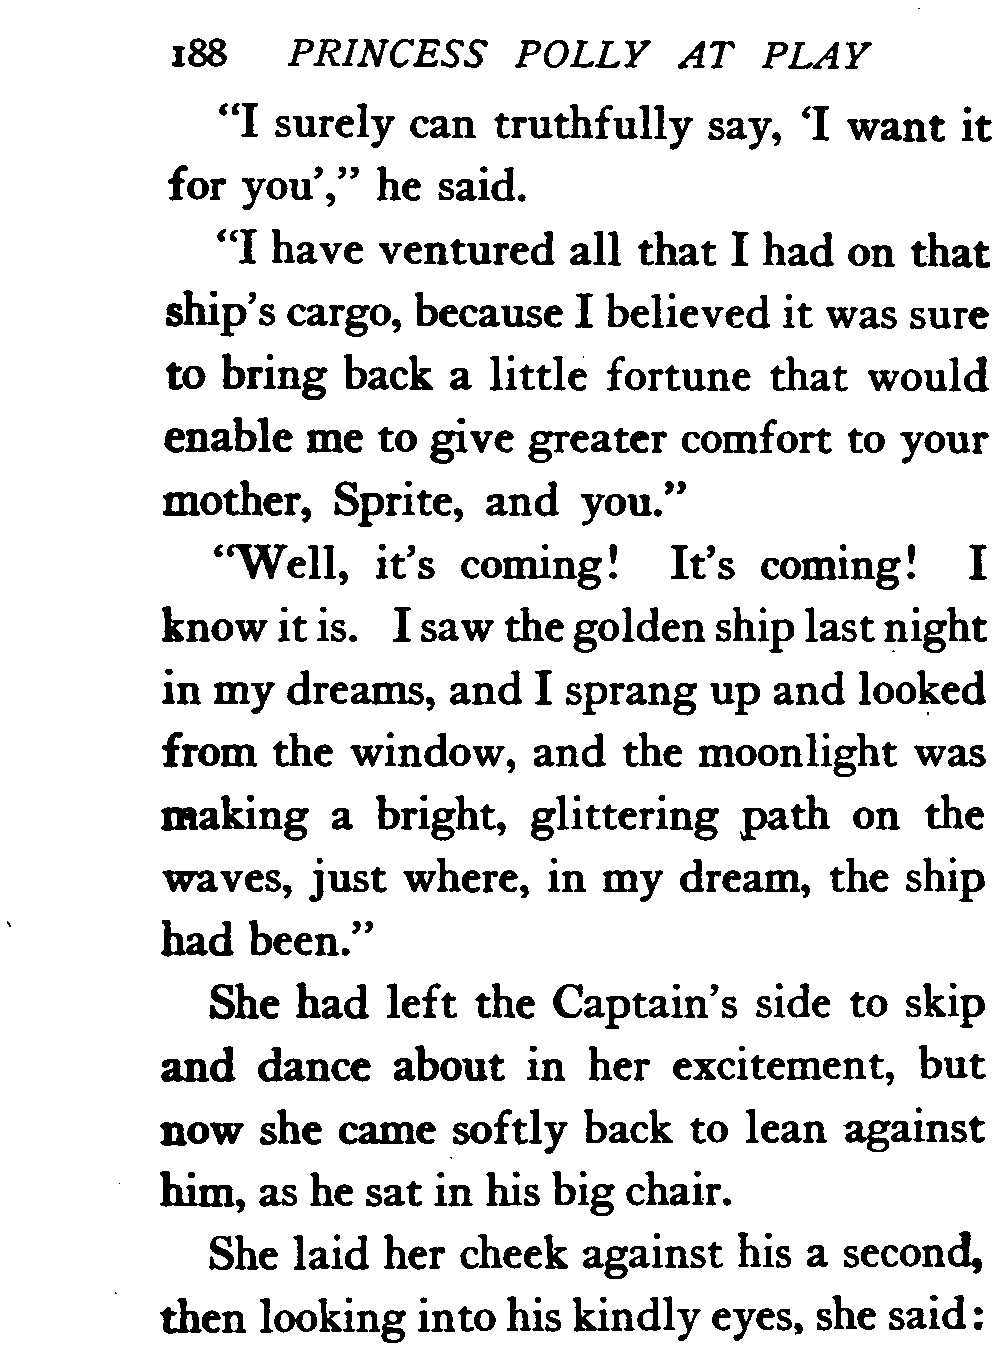 188 PRINCESS POLLY AT PLAY
“I surely can truthfully say, ‘I want it
for you’,” he said.
“I have ventured all that I had on that
ship’s cargo, because I believed it was sure
to bring back a little fortune that would
enable me to give greater comfort to your
mother, Sprite, and you.”
“Well, it’s coming! It’s coming! I
know it is. I saw the golden ship last night
in my dreams, and I sprang up and looked
from the window, and the moonlight was
making a bright, glittering path on the
waves, just where, in my dream, the ship
had been.”
She had left the Captain’s side to skip
and dance about in her excitement, but
now she came softly back to lean against
him, as he sat in his big chair.
She laid her cheek against his a second,
then looking into his kindly eyes, she said: